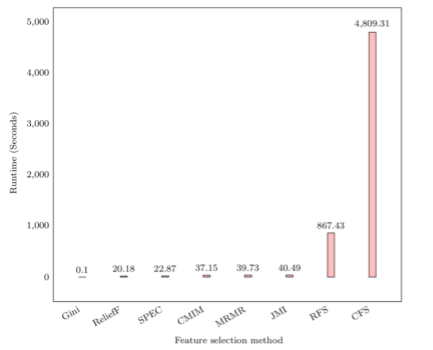 5,000
4,000
3,000
2,000
1,000
0
Runtime (Seconds)
0.1
20.18
22.87
37.15
39.73
40.49
867.43
4,809.31
Gini
ReliefF
SPEC
CMIM
MRMR
JMI
RFS
CFS
Feature selection method